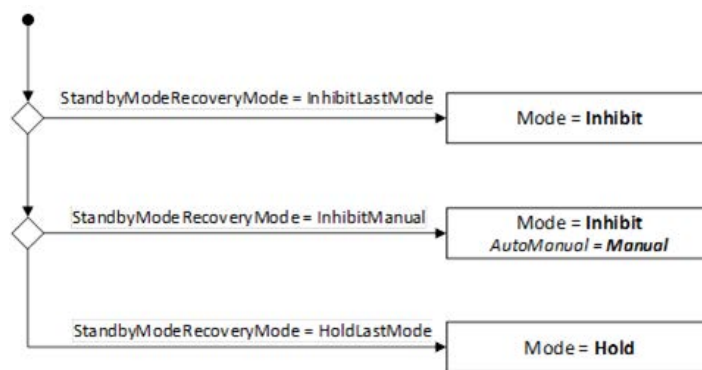 StandbyModeRecoveryMode = InhibitLastMode
Mode = Inhibit
StandbyModeRecoveryMode = InhibitManual
Mode = Inhibit
AutoManual = Manual
StandbyModeRecoveryMode = HoldLastMode
Mode = Hold